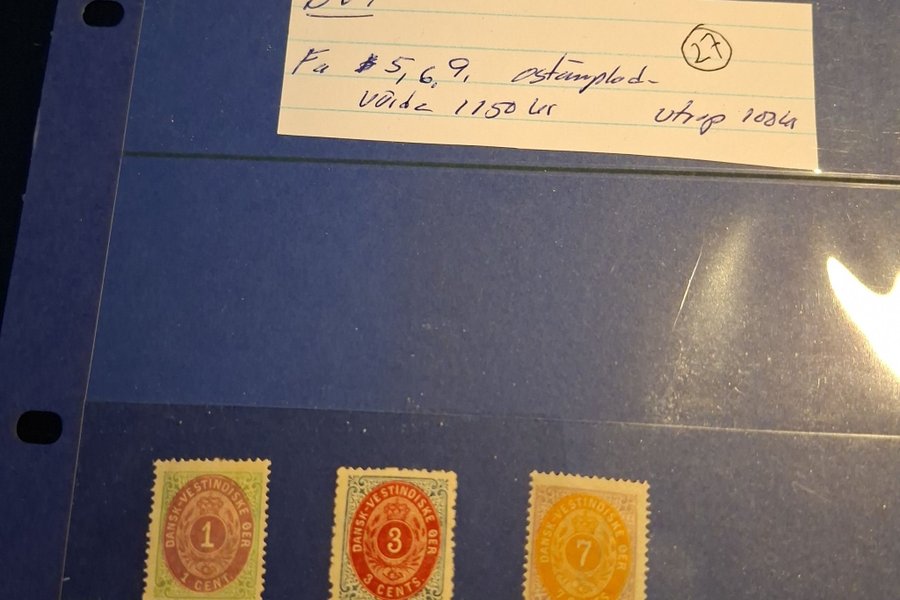 27
Fa 5, 6, 9, ostämplad-
värde 1150 kr
utrop 100 kr
DANSK-VESTINDISKE ØER
1
1 CENT.
DANSK-VESTINDISKE ØER
3
3 CENTS.
DANSK-VESTINDISKE ØER
7